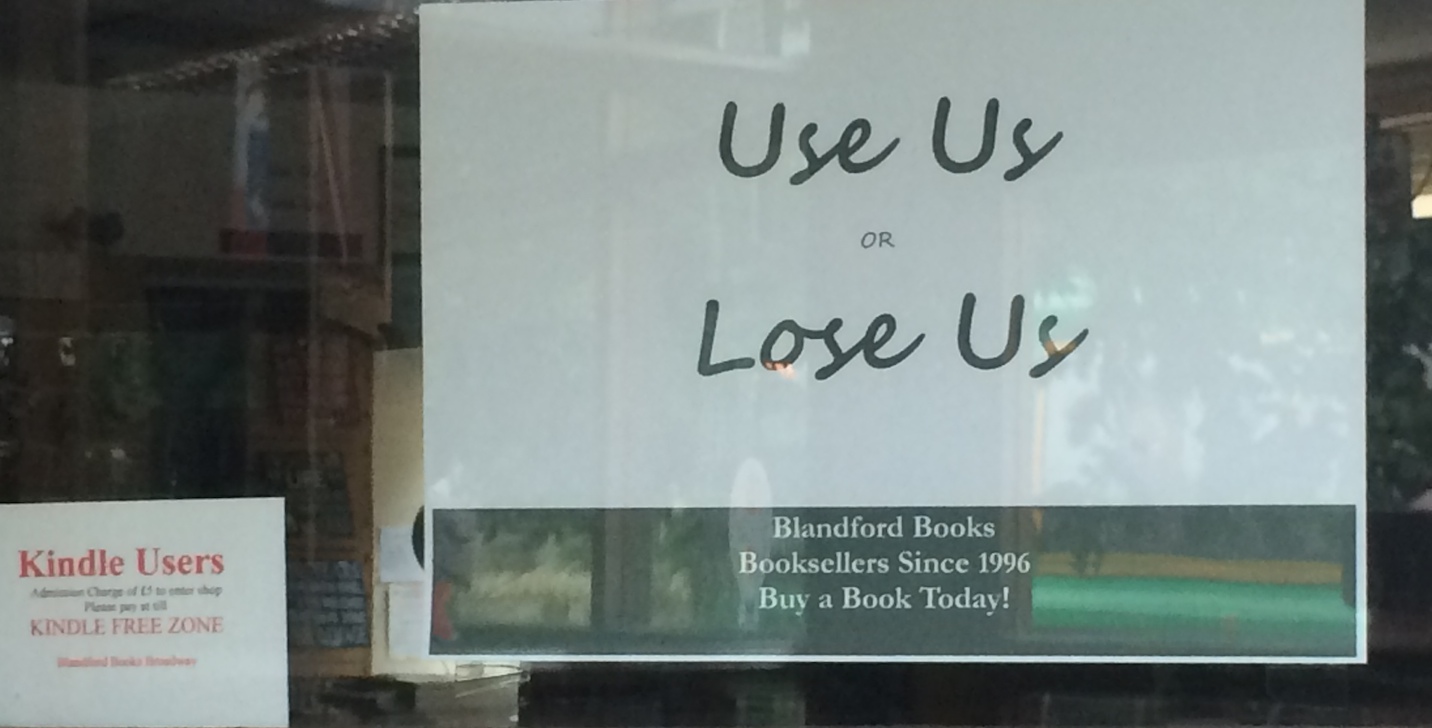 Use Us
OR
Lose Us
Blandford Books
Booksellers Since 1996
Buy a Book Today!
Kindle Users
Admission Charge of £5 to enter shop
Please pay at till
KINDLE FREE ZONE
Blandford Books Broadway